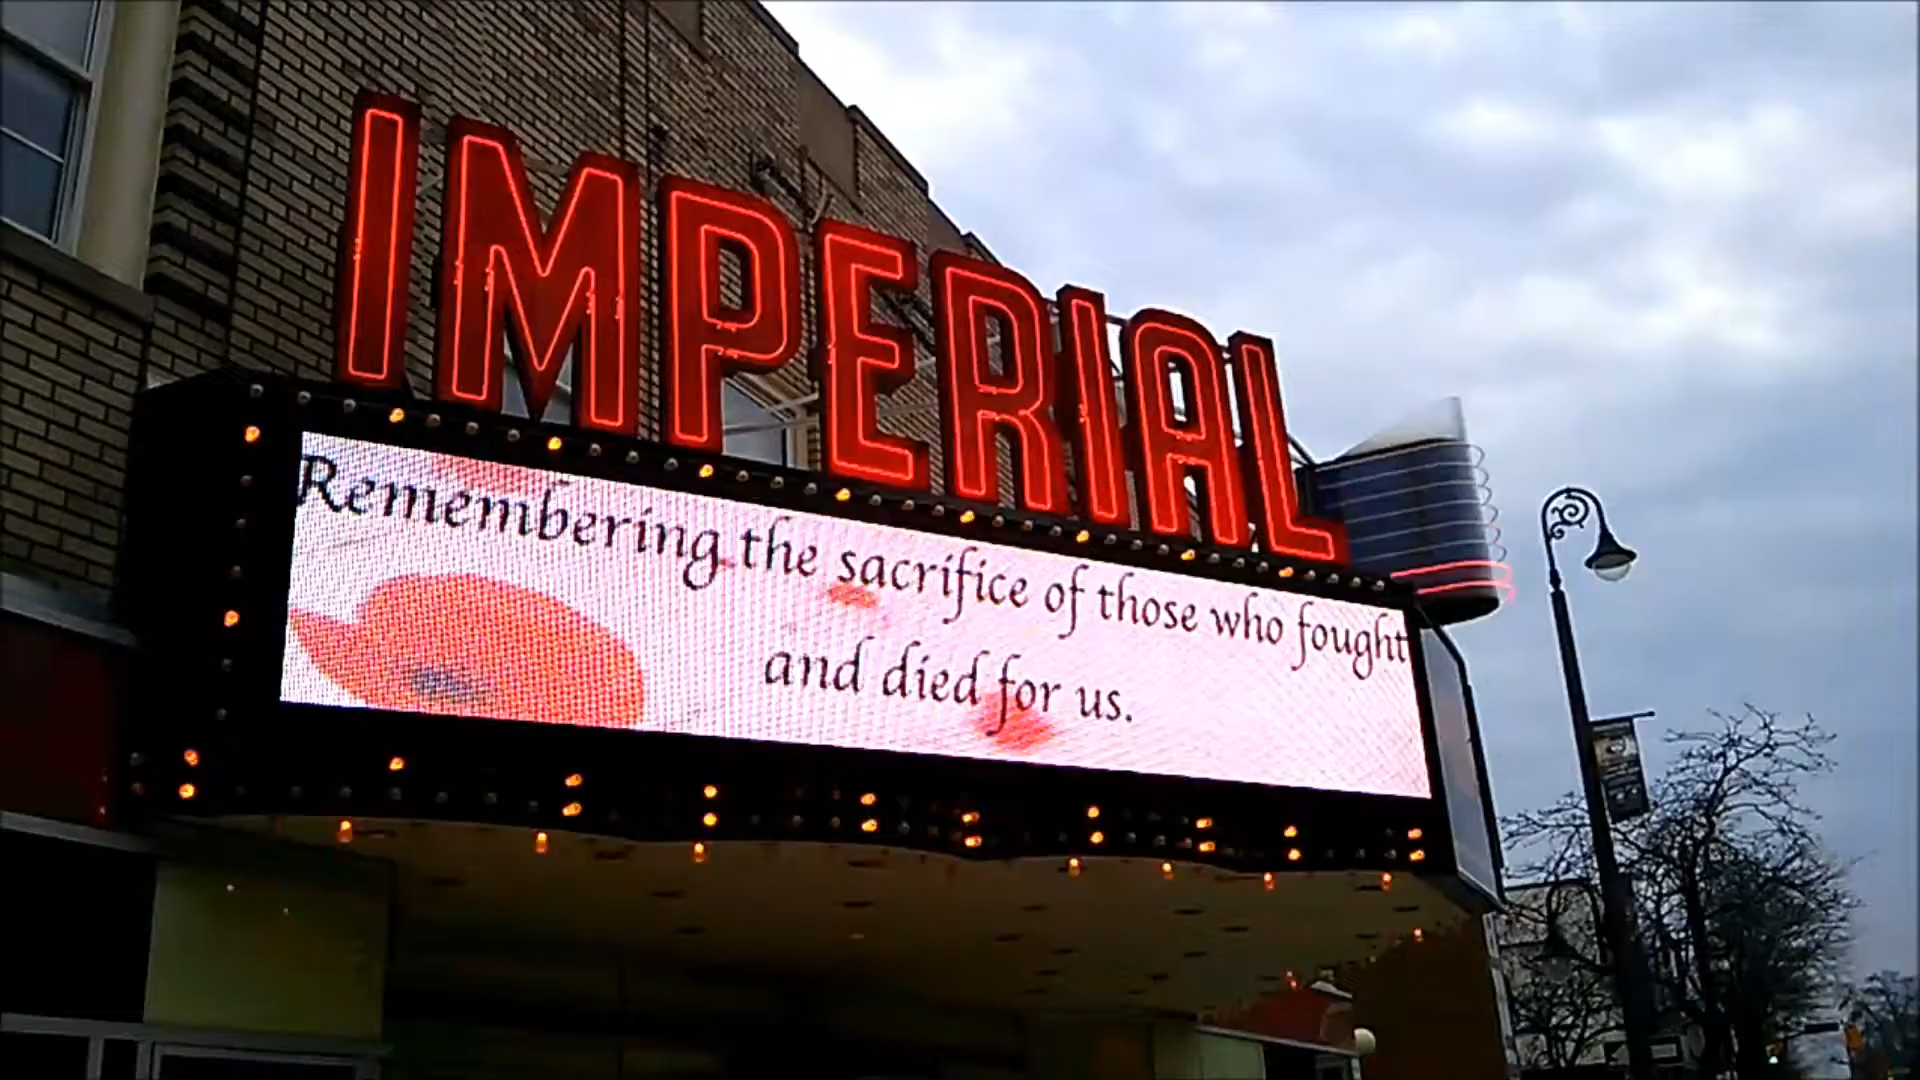 IMPERIAL
Remembering the sacrifice of those who fought
and died for us.